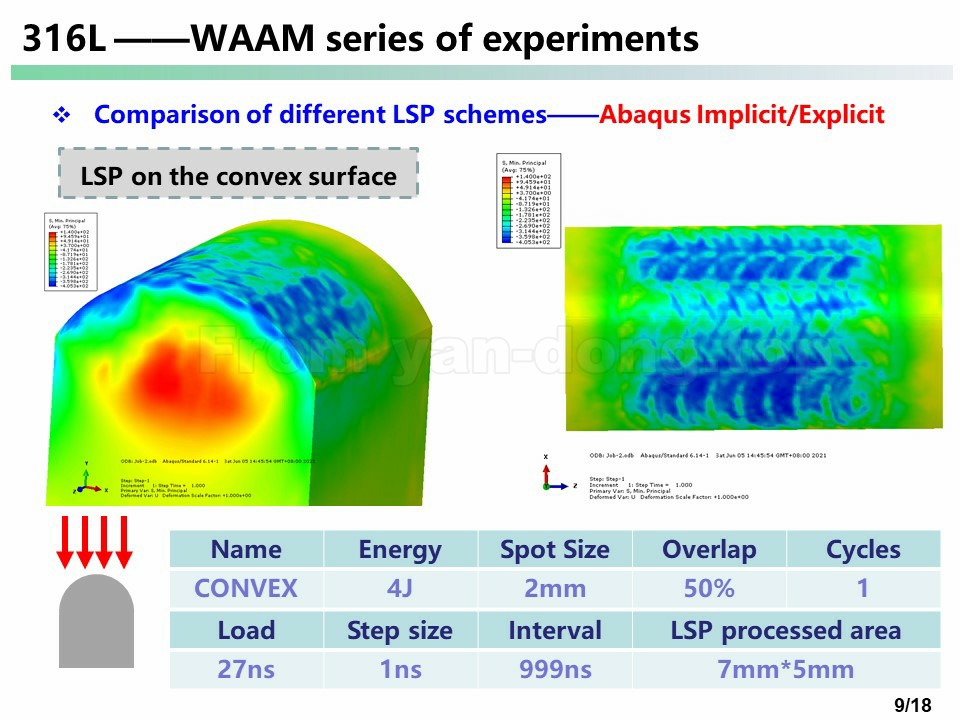 316L ——WAAM series of experiments
❖ Comparison of different LSP schemes——Abaqus Implicit/Explicit
LSP on the convex surface
S, Min. Principal
(Avg: 75%)
+1.400e+02
+9.459e+01
+4.914e+01
+3.700e+00
-4.174e+01
-8.719e+01
-1.326e+02
-1.781e+02
-2.235e+02
-2.690e+02
-3.144e+02
-3.598e+02
-4.053e+02
S, Min. Principal
(Avg: 75%)
+1.400e+02
+9.459e+01
+4.914e+01
+3.700e+00
-4.174e+01
-8.719e+01
-1.326e+02
-1.781e+02
-2.235e+02
-2.690e+02
-3.144e+02
-3.598e+02
-4.053e+02
From yan-dong
Y
Z X
ODB: Job-2.odb Abaqus/Standard 6.14-1 Sat Jun 05 14:45:54 GMT+08:00 2021
Step: Step-1
Increment 1: Step Time = 1.000
Primary Var: S, Min. Principal
Deformed Var: U Deformation Scale Factor: +1.000e+00
X
Y Z
ODB: Job-2.odb Abaqus/Standard 6.14-1 Sat Jun 05 14:45:54 GMT+08:00 2021
Step: Step-1
Increment 1: Step Time = 1.000
Primary Var: S, Min. Principal
Deformed Var: U Deformation Scale Factor: +1.000e+00
Name Energy Spot Size Overlap Cycles
CONVEX 4J 2mm 50% 1
Load Step size Interval LSP processed area
27ns 1ns 999ns 7mm*5mm
9/18